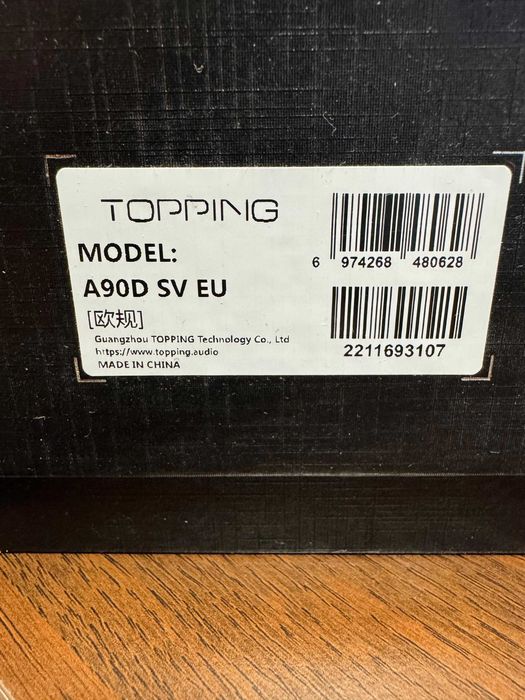 TOPPING
MODEL:
A90D SV EU
[欧规]
Guangzhou TOPPING Technology Co., Ltd
https://www.topping.audio
MADE IN CHINA
6 974268 480628
2211693107